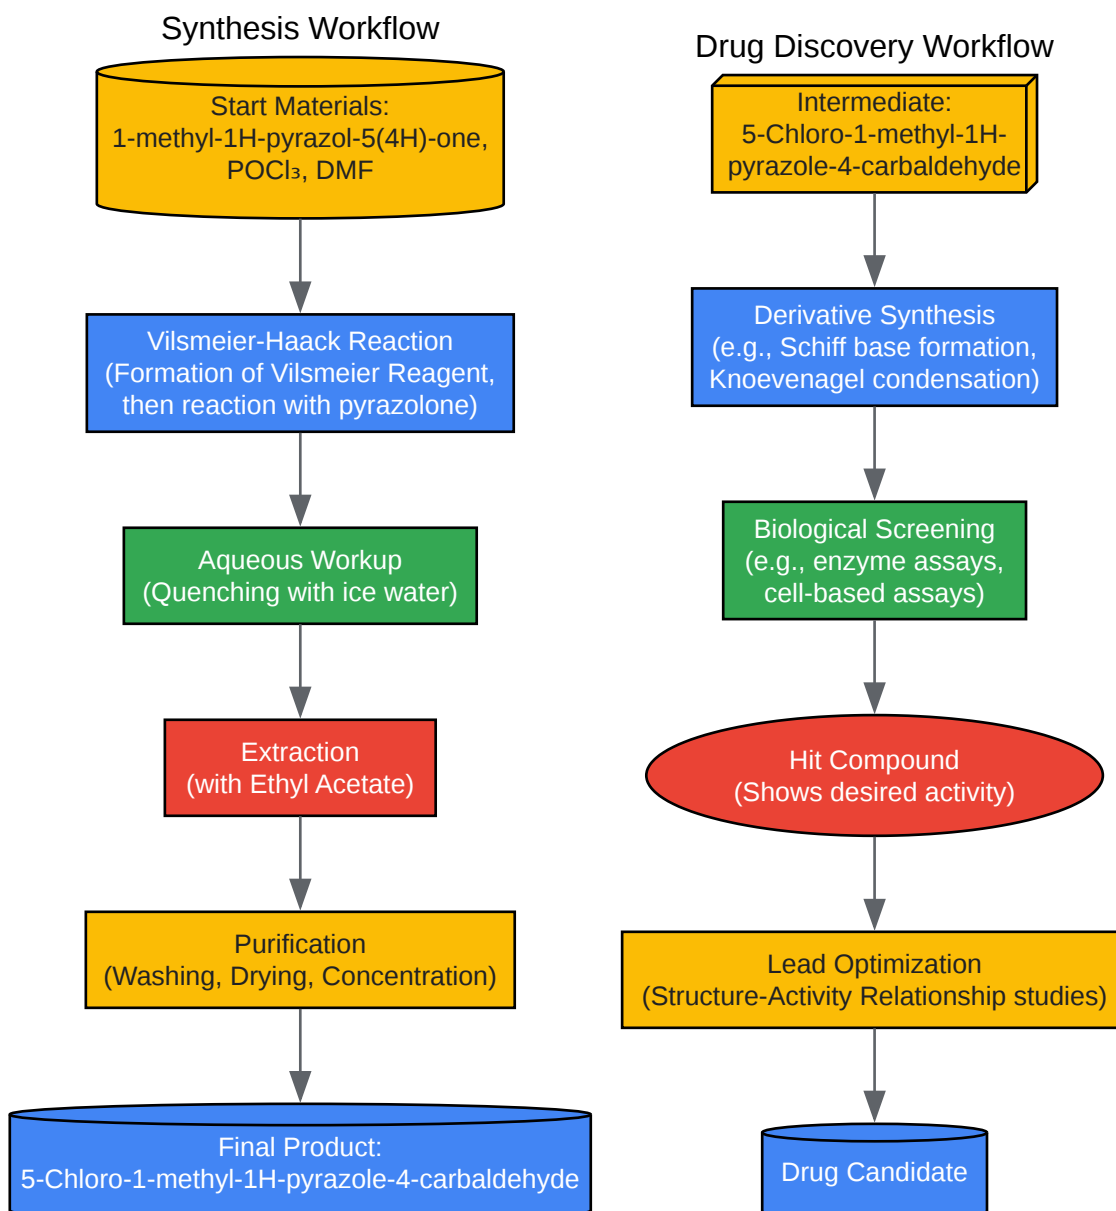 Synthesis Workflow
Start Materials:
1-methyl-1H-pyrazol-5(4H)-one,
POCl₃, DMF
Vilsmeier-Haack Reaction
(Formation of Vilsmeier Reagent,
then reaction with pyrazolone)
Aqueous Workup
(Quenching with ice water)
Extraction
(with Ethyl Acetate)
Purification
(Washing, Drying, Concentration)
Final Product:
5-Chloro-1-methyl-1H-pyrazole-4-carbaldehyde
Drug Discovery Workflow
Intermediate:
5-Chloro-1-methyl-1H-
pyrazole-4-carbaldehyde
Derivative Synthesis
(e.g., Schiff base formation,
Knoevenagel condensation)
Biological Screening
(e.g., enzyme assays,
cell-based assays)
Hit Compound
(Shows desired activity)
Lead Optimization
(Structure-Activity Relationship studies)
Drug Candidate